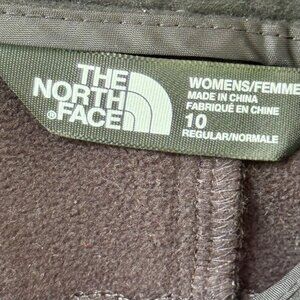 THE
NORTH
FACE
WOMENS/FEMME
MADE IN CHINA
FABRIQUÉ EN CHINE
10
REGULAR/NORMALE